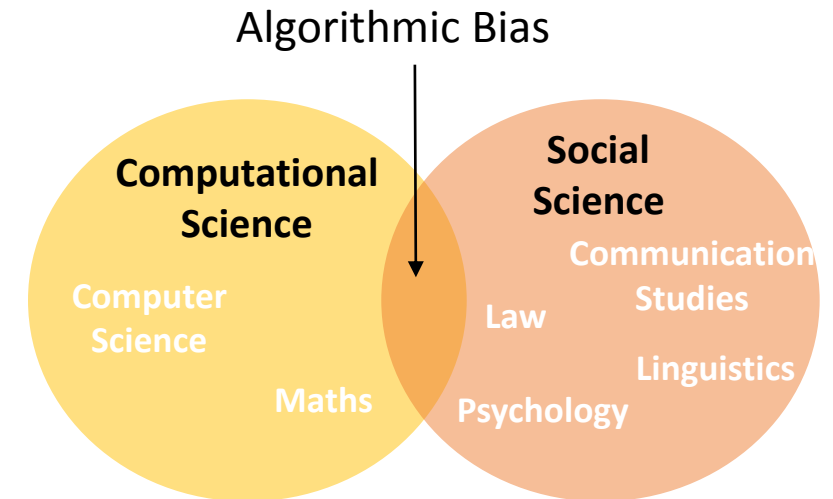 Algorithmic Bias
Computational
Science
Social
Science
Computer
Science
Maths
Communication
Studies
Law
Linguistics
Psychology